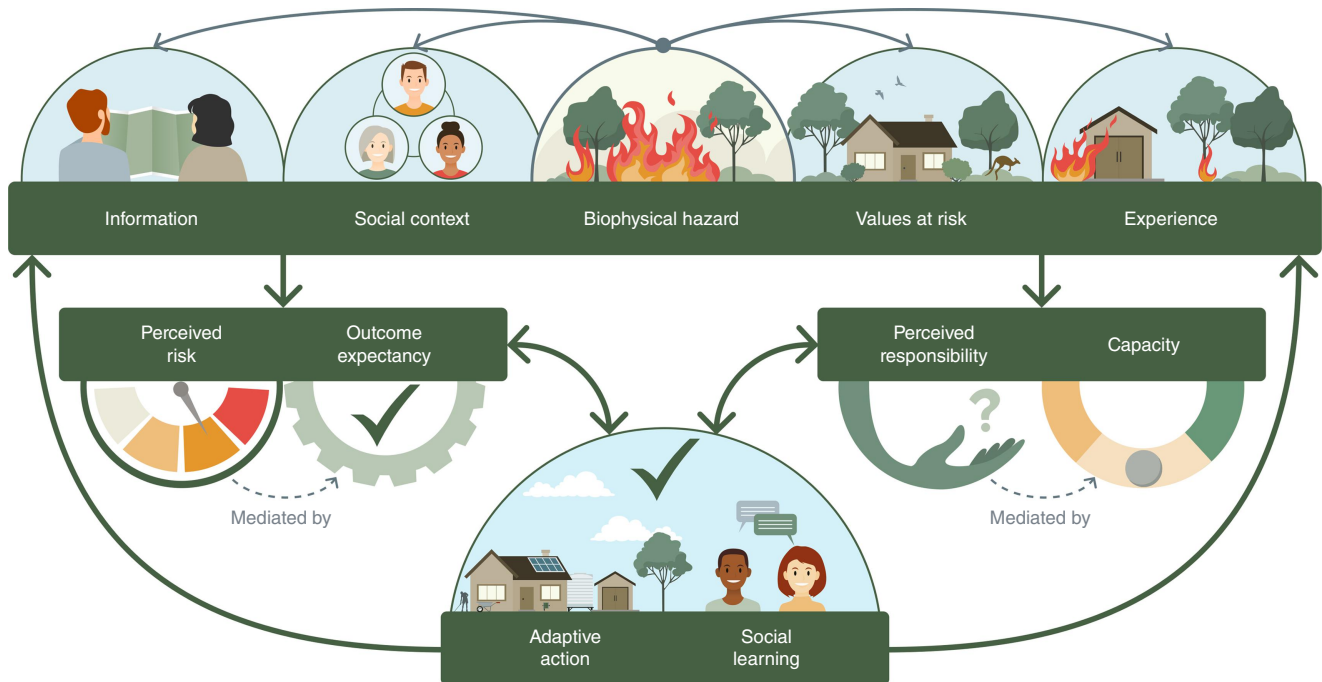 Information
Social context
Biophysical hazard
Values at risk
Experience
Perceived
risk
Outcome
expectancy
Perceived
responsibility
Capacity
?
Mediated by
Mediated by
Adaptive
action
Social
learning